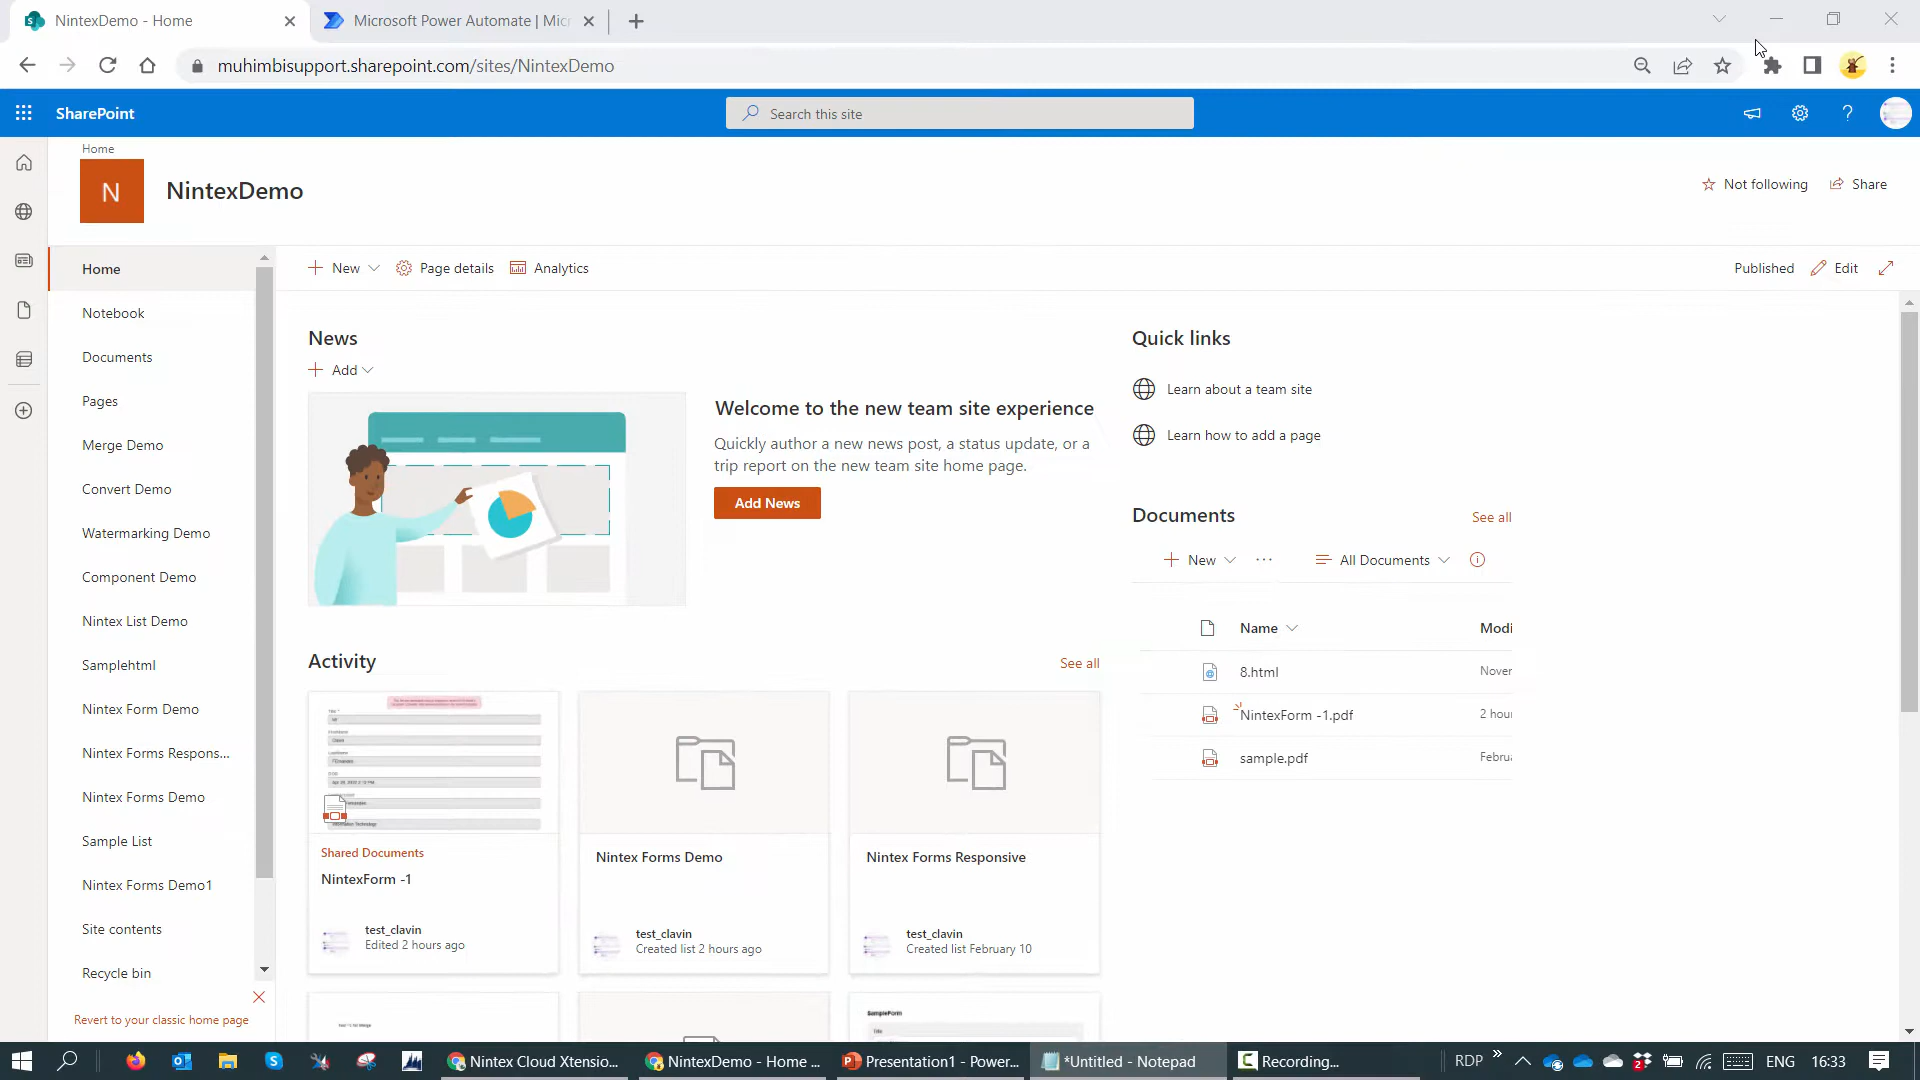 NintexDemo - Home
Microsoft Power Automate | Micr
muhimbisupport.sharepoint.com/sites/NintexDemo
SharePoint
Search this site
Home
N
NintexDemo
Not following
Share
Home
Notebook
Documents
Pages
Merge Demo
Convert Demo
Watermarking Demo
Component Demo
Nintex List Demo
Samplehtml
Nintex Form Demo
Nintex Forms Respons...
Nintex Forms Demo
Sample List
Nintex Forms Demo1
Site contents
Recycle bin
Revert to your classic home page
New
Page details
Analytics
Published
Edit
News
Add
Welcome to the new team site experience
Quickly author a new news post, a status update, or a
trip report on the new team site home page.
Add News
Activity
See all
Shared Documents
NintexForm -1
test_clavin
Edited 2 hours ago
Nintex Forms Demo
test_clavin
Created list 2 hours ago
Nintex Forms Responsive
test_clavin
Created list February 10
SampleForm
Title
Quick links
Learn about a team site
Learn how to add a page
Documents
See all
New
All Documents
Name
Modi
8.html
Nover
NintexForm -1.pdf
2 hou
sample.pdf
Februa
Nintex Cloud Xtensio...
NintexDemo - Home ...
Presentation1 - Power...
*Untitled - Notepad
Recording...
RDP
ENG
16:33